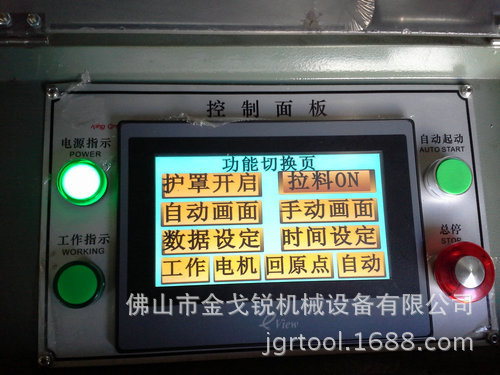 控制面板
电源指示
POWER
自动起动
AUTO START
功能切换页
护罩开启 拉料ON
自动画面 手动画面
数据设定 时间设定
工作 电机 回原点 自动
工作指示
WORKING
总停
STOP
佛山市金戈锐机械设备有限公司
eView
jgrtool.1688.com